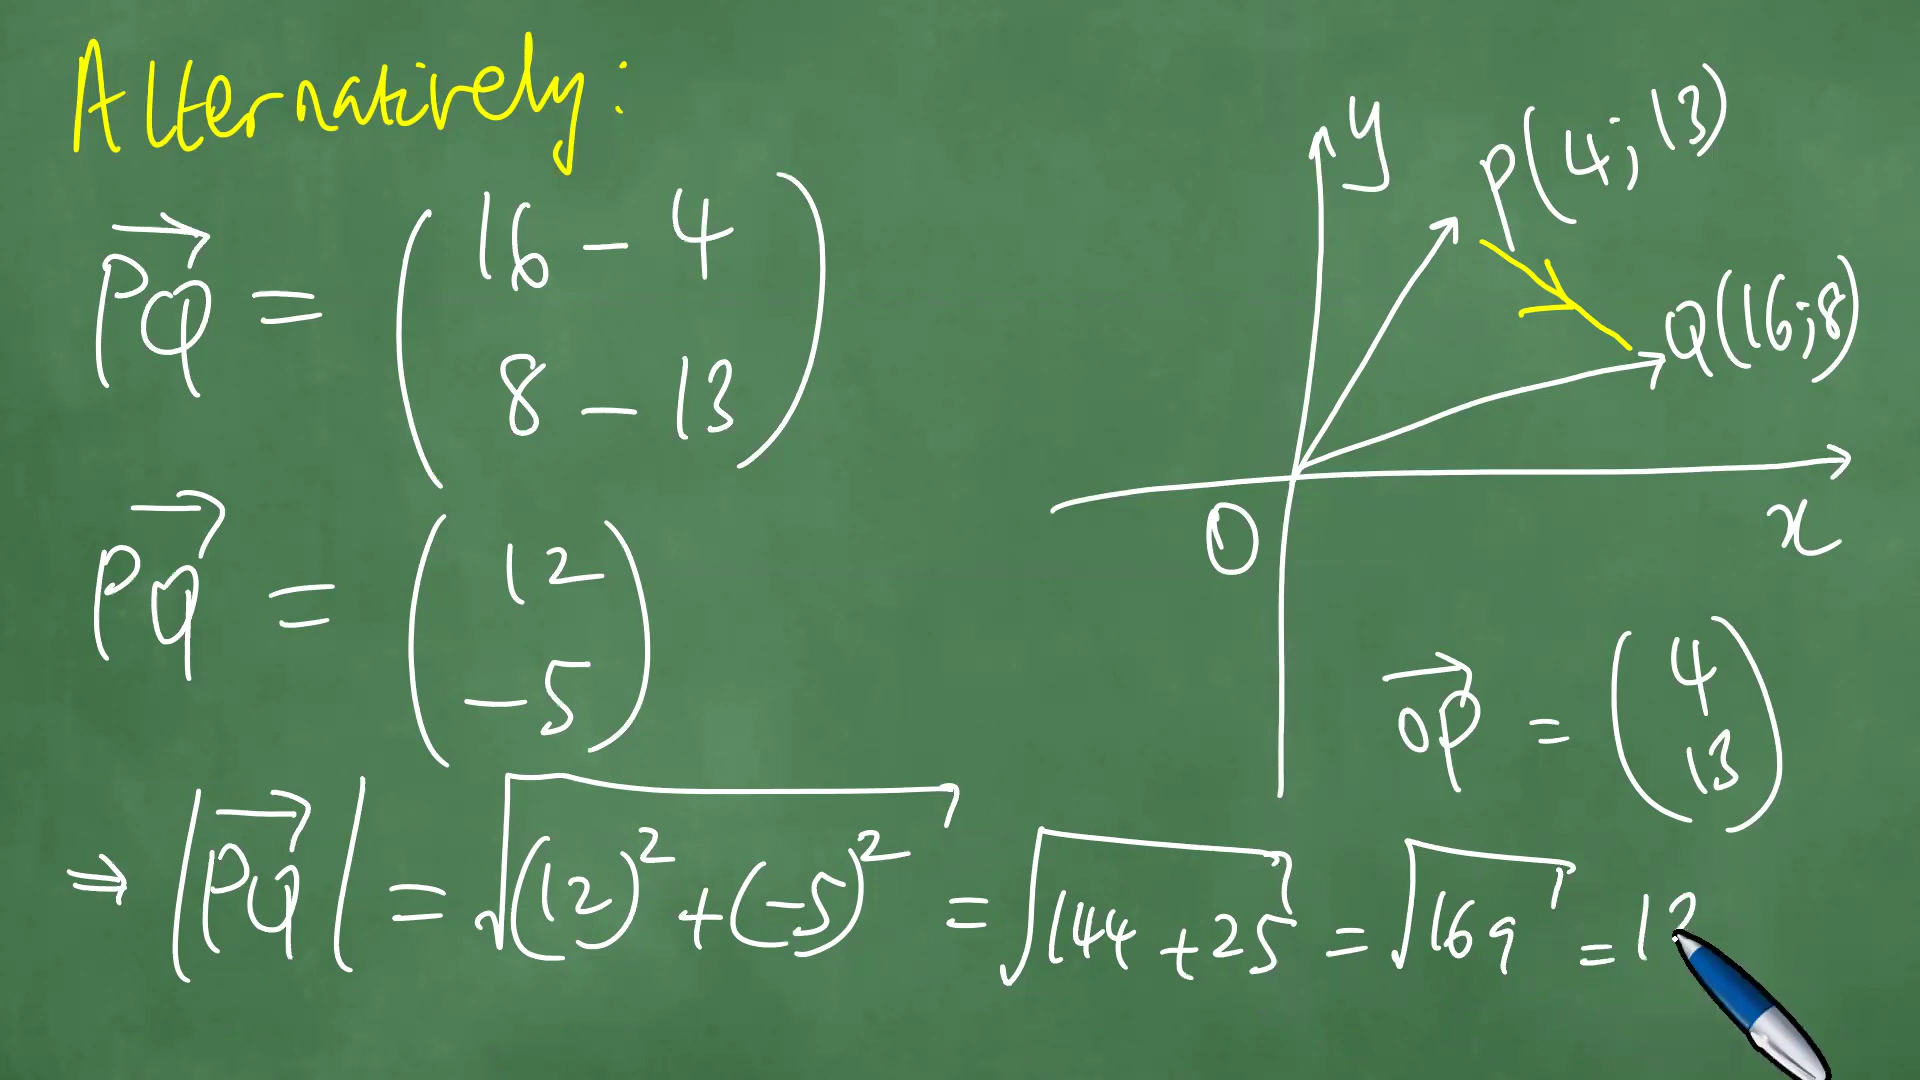 Alternatively:
PQ = (16 - 4
8 - 13)
PQ = (12
-5)
⇒ |PQ| = √(12)² + (-5)² = √144 + 25 = √169 = 1
y
P(4;13)
Q(16;8)
O
x
OP = (4
13)